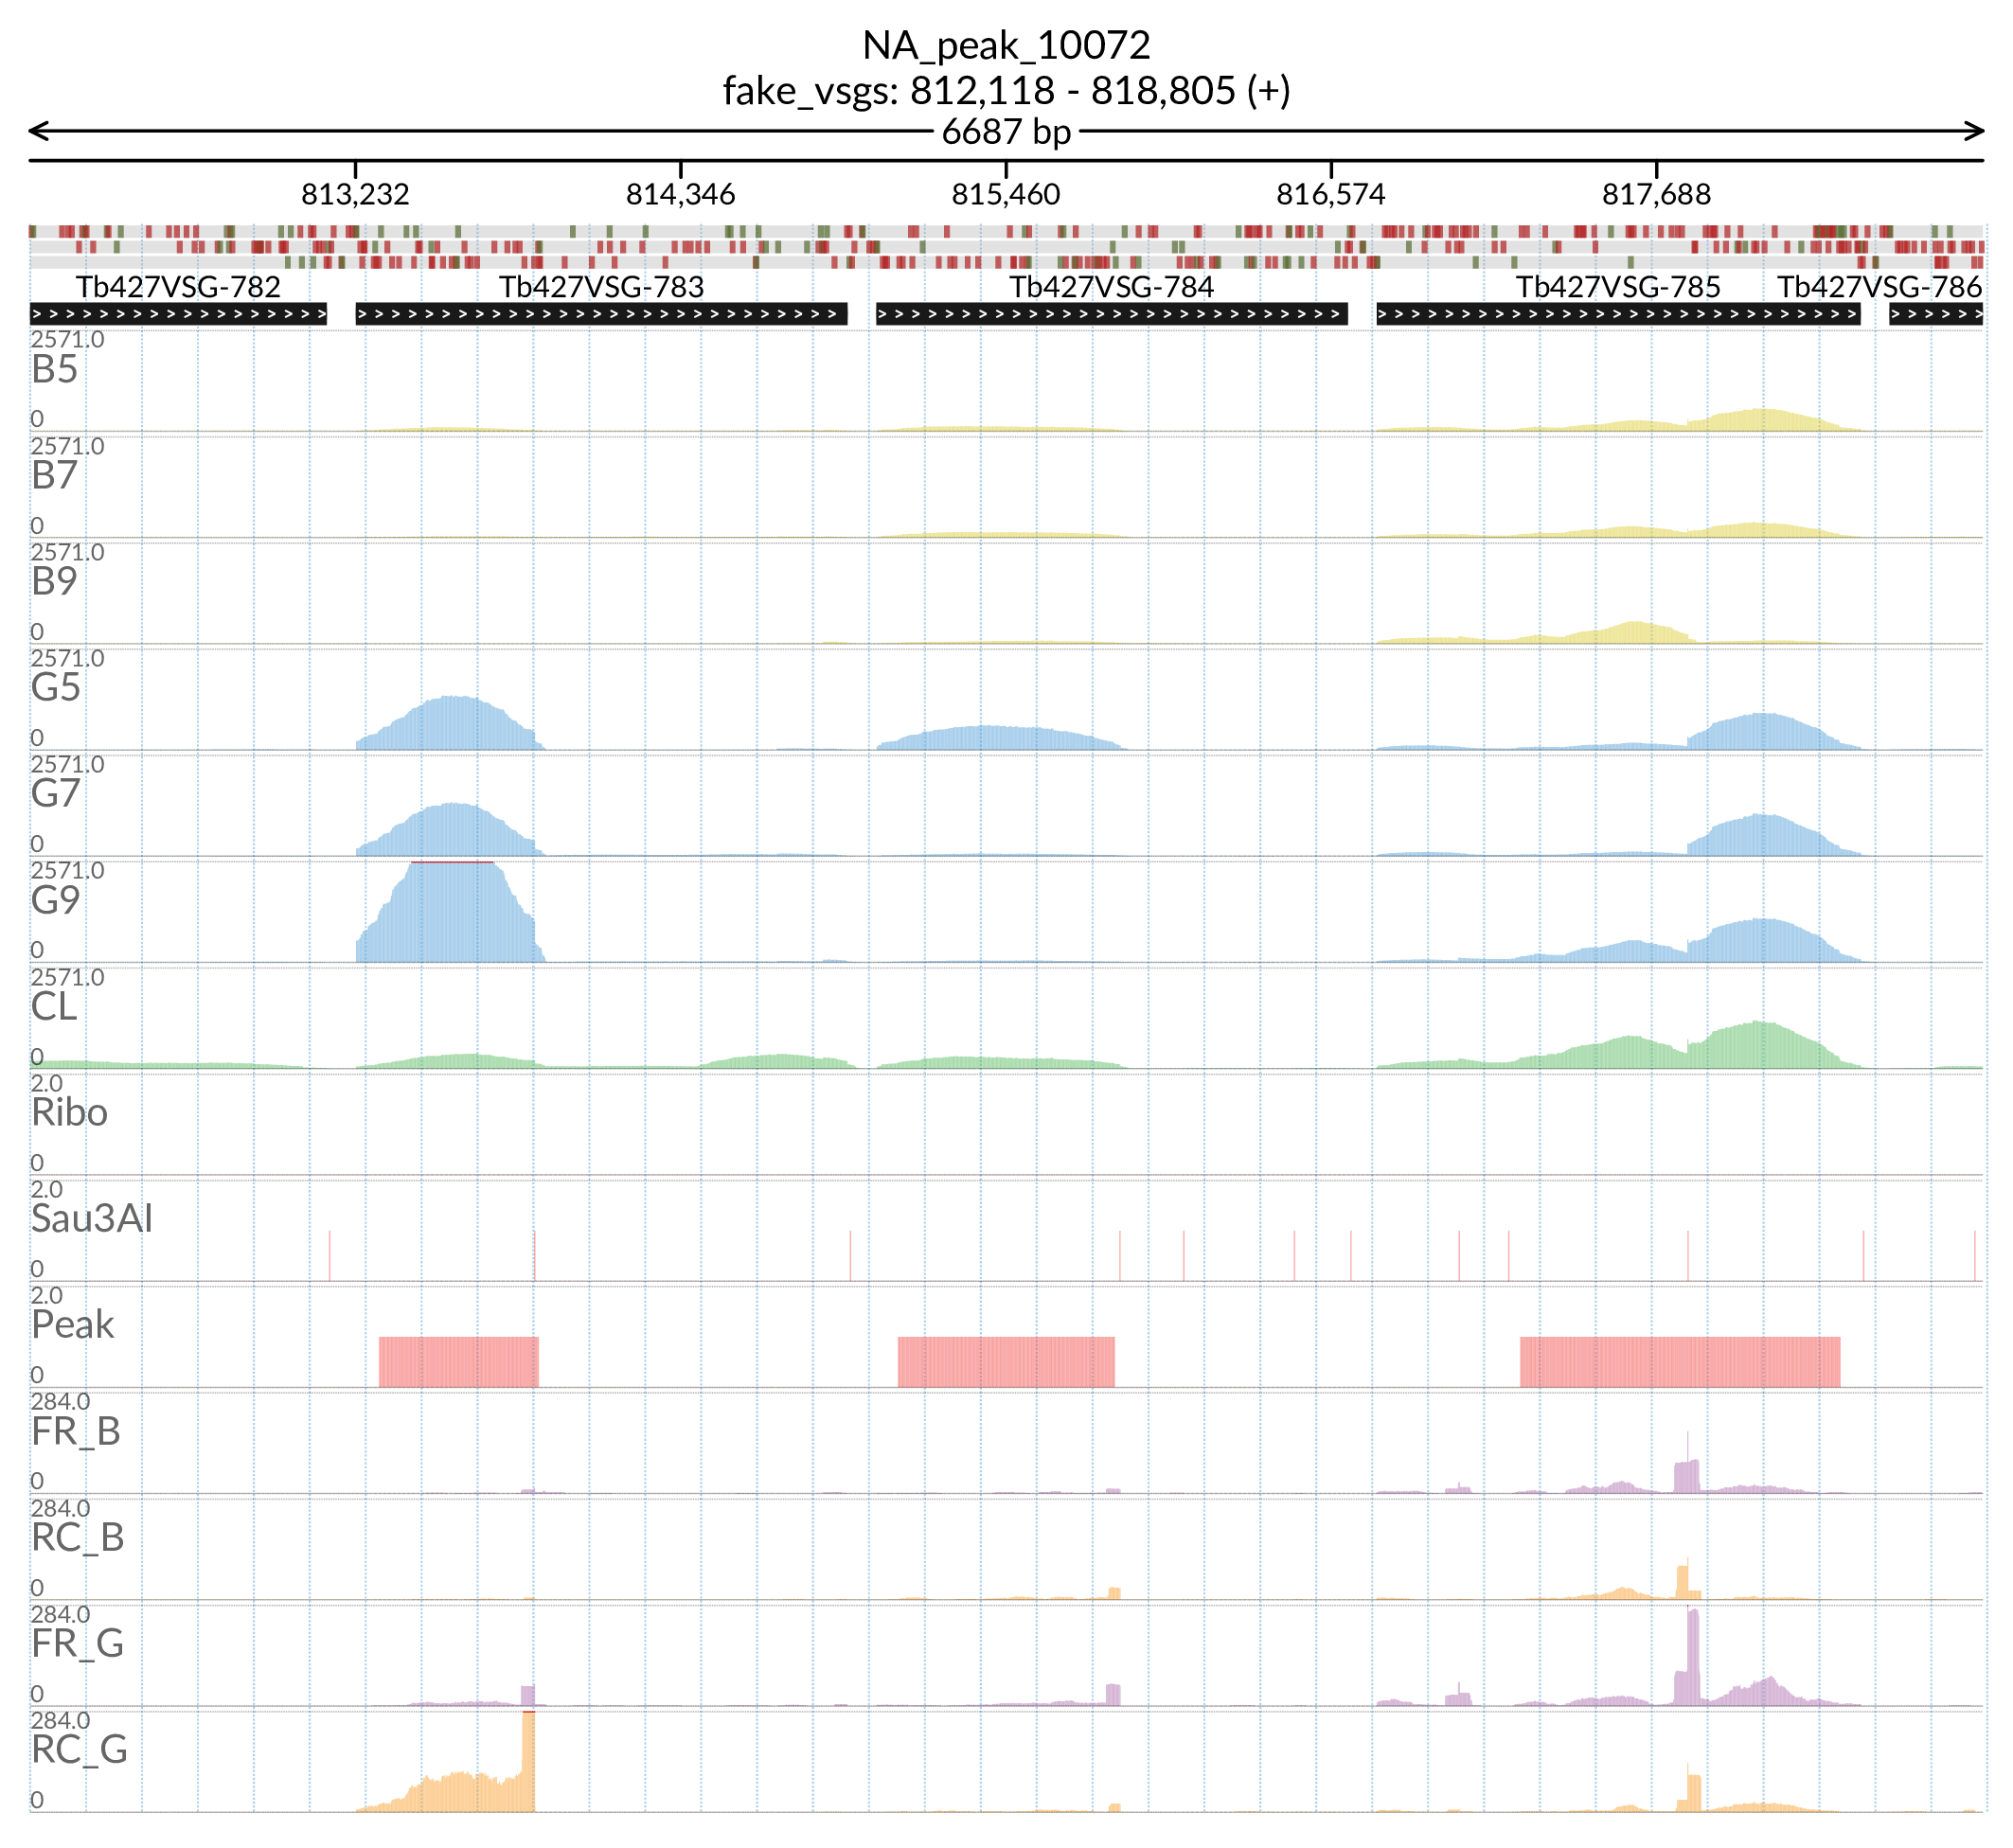 NA_peak_10072
fake_vsgs: 812,118 - 818,805 (+)
6687 bp
813,232 814,346 815,460 816,574 817,688
Tb427VSG-782 Tb427VSG-783 Tb427VSG-784 Tb427VSG-785 Tb427VSG-786
2571.0
B5
0
2571.0
B7
0
2571.0
B9
0
2571.0
G5
0
2571.0
G7
0
2571.0
G9
0
2571.0
CL
0
2.0
Ribo
0
2.0
Sau3AI
0
2.0
Peak
0
284.0
FR_B
0
284.0
RC_B
0
284.0
FR_G
0
284.0
RC_G
0